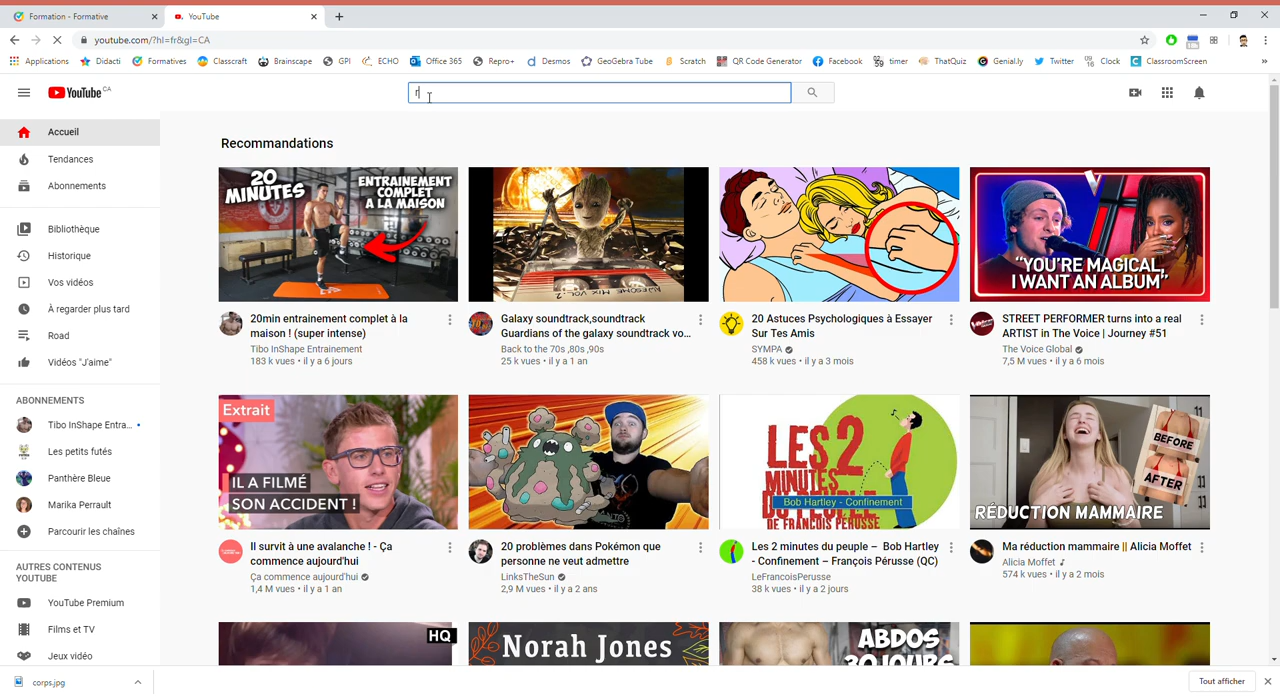 Formation - Formative
YouTube
youtube.com/?hl=fr&gl=CA
Applications
Didacti
Formatives
Classcraft
Brainscape
GPI
ECHO
Office 365
Repro+
Desmos
GeoGebra Tube
Scratch
QR Code Generator
Facebook
timer
ThatQuiz
Genial.ly
Twitter
Clock
ClassroomScreen
YouTube CA
r
Accueil
Tendances
Abonnements
Bibliothèque
Historique
Vos vidéos
À regarder plus tard
Road
Vidéos "J'aime"
ABONNEMENTS
Tibo InShape Entra...
Les petits futés
Panthère Bleue
Marika Perrault
Parcourir les chaînes
AUTRES CONTENUS
YOUTUBE
YouTube Premium
Films et TV
Jeux vidéo
Recommandations
20
MINUTES
ENTRAINEMENT
COMPLET
A LA MAISON
20min entrainement complet à la
maison ! (super intense)
Tibo InShape Entrainement
183 k vues • il y a 6 jours
AWESOME MIX VOL. 2
Galaxy soundtrack,soundtrack
Guardians of the galaxy soundtrack vo...
Back to the 70s ,80s ,90s
25 k vues • il y a 1 an
20 Astuces Psychologiques à Essayer
Sur Tes Amis
SYMPA
458 k vues • il y a 3 mois
"YOU'RE MAGICAL,
I WANT AN ALBUM"
STREET PERFORMER turns into a real
ARTIST in The Voice | Journey #51
The Voice Global
7,5 M vues • il y a 6 mois
Extrait
IL A FILMÉ
SON ACCIDENT !
Il survit à une avalanche ! - Ça
commence aujourd'hui
Ça commence aujourd'hui
1,4 M vues • il y a 1 an
20 problèmes dans Pokémon que
personne ne veut admettre
LinksTheSun
2,9 M vues • il y a 2 ans
LES 2
MINUTES
DU PEUPLE
Bob Hartley - Confinement
DE FRANÇOIS PÉRUSSE
Les 2 minutes du peuple – Bob Hartley
- Confinement – François Pérusse (QC)
LeFrancoisPerusse
38 k vues • il y a 2 jours
BEFORE
AFTER
RÉDUCTION MAMMAIRE
Ma réduction mammaire || Alicia Moffet
Alicia Moffet
574 k vues • il y a 2 mois
HQ
Norah Jones
ABDOS
30 JOURS
corps.jpg
Tout afficher